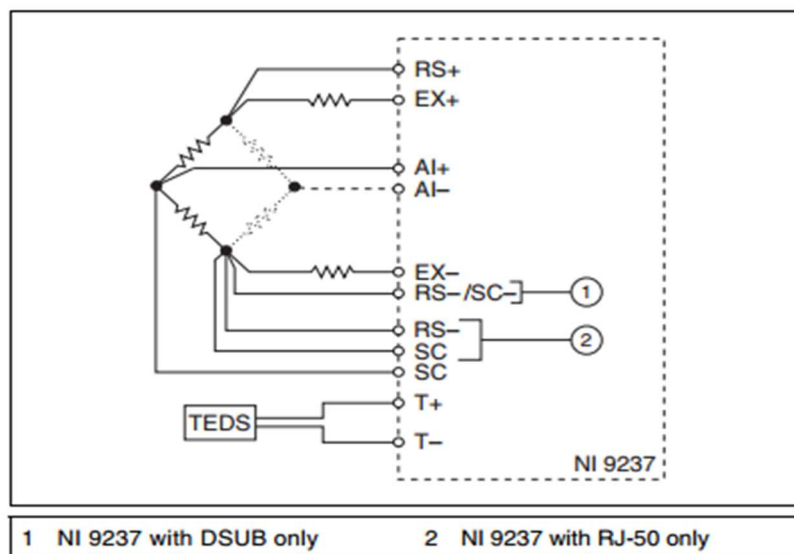 RS+
EX+
AI+
AI–
EX–
RS–/SC–
1
RS–
2
SC
SC
T+
TEDS
T–
NI 9237
1 NI 9237 with DSUB only 2 NI 9237 with RJ-50 only